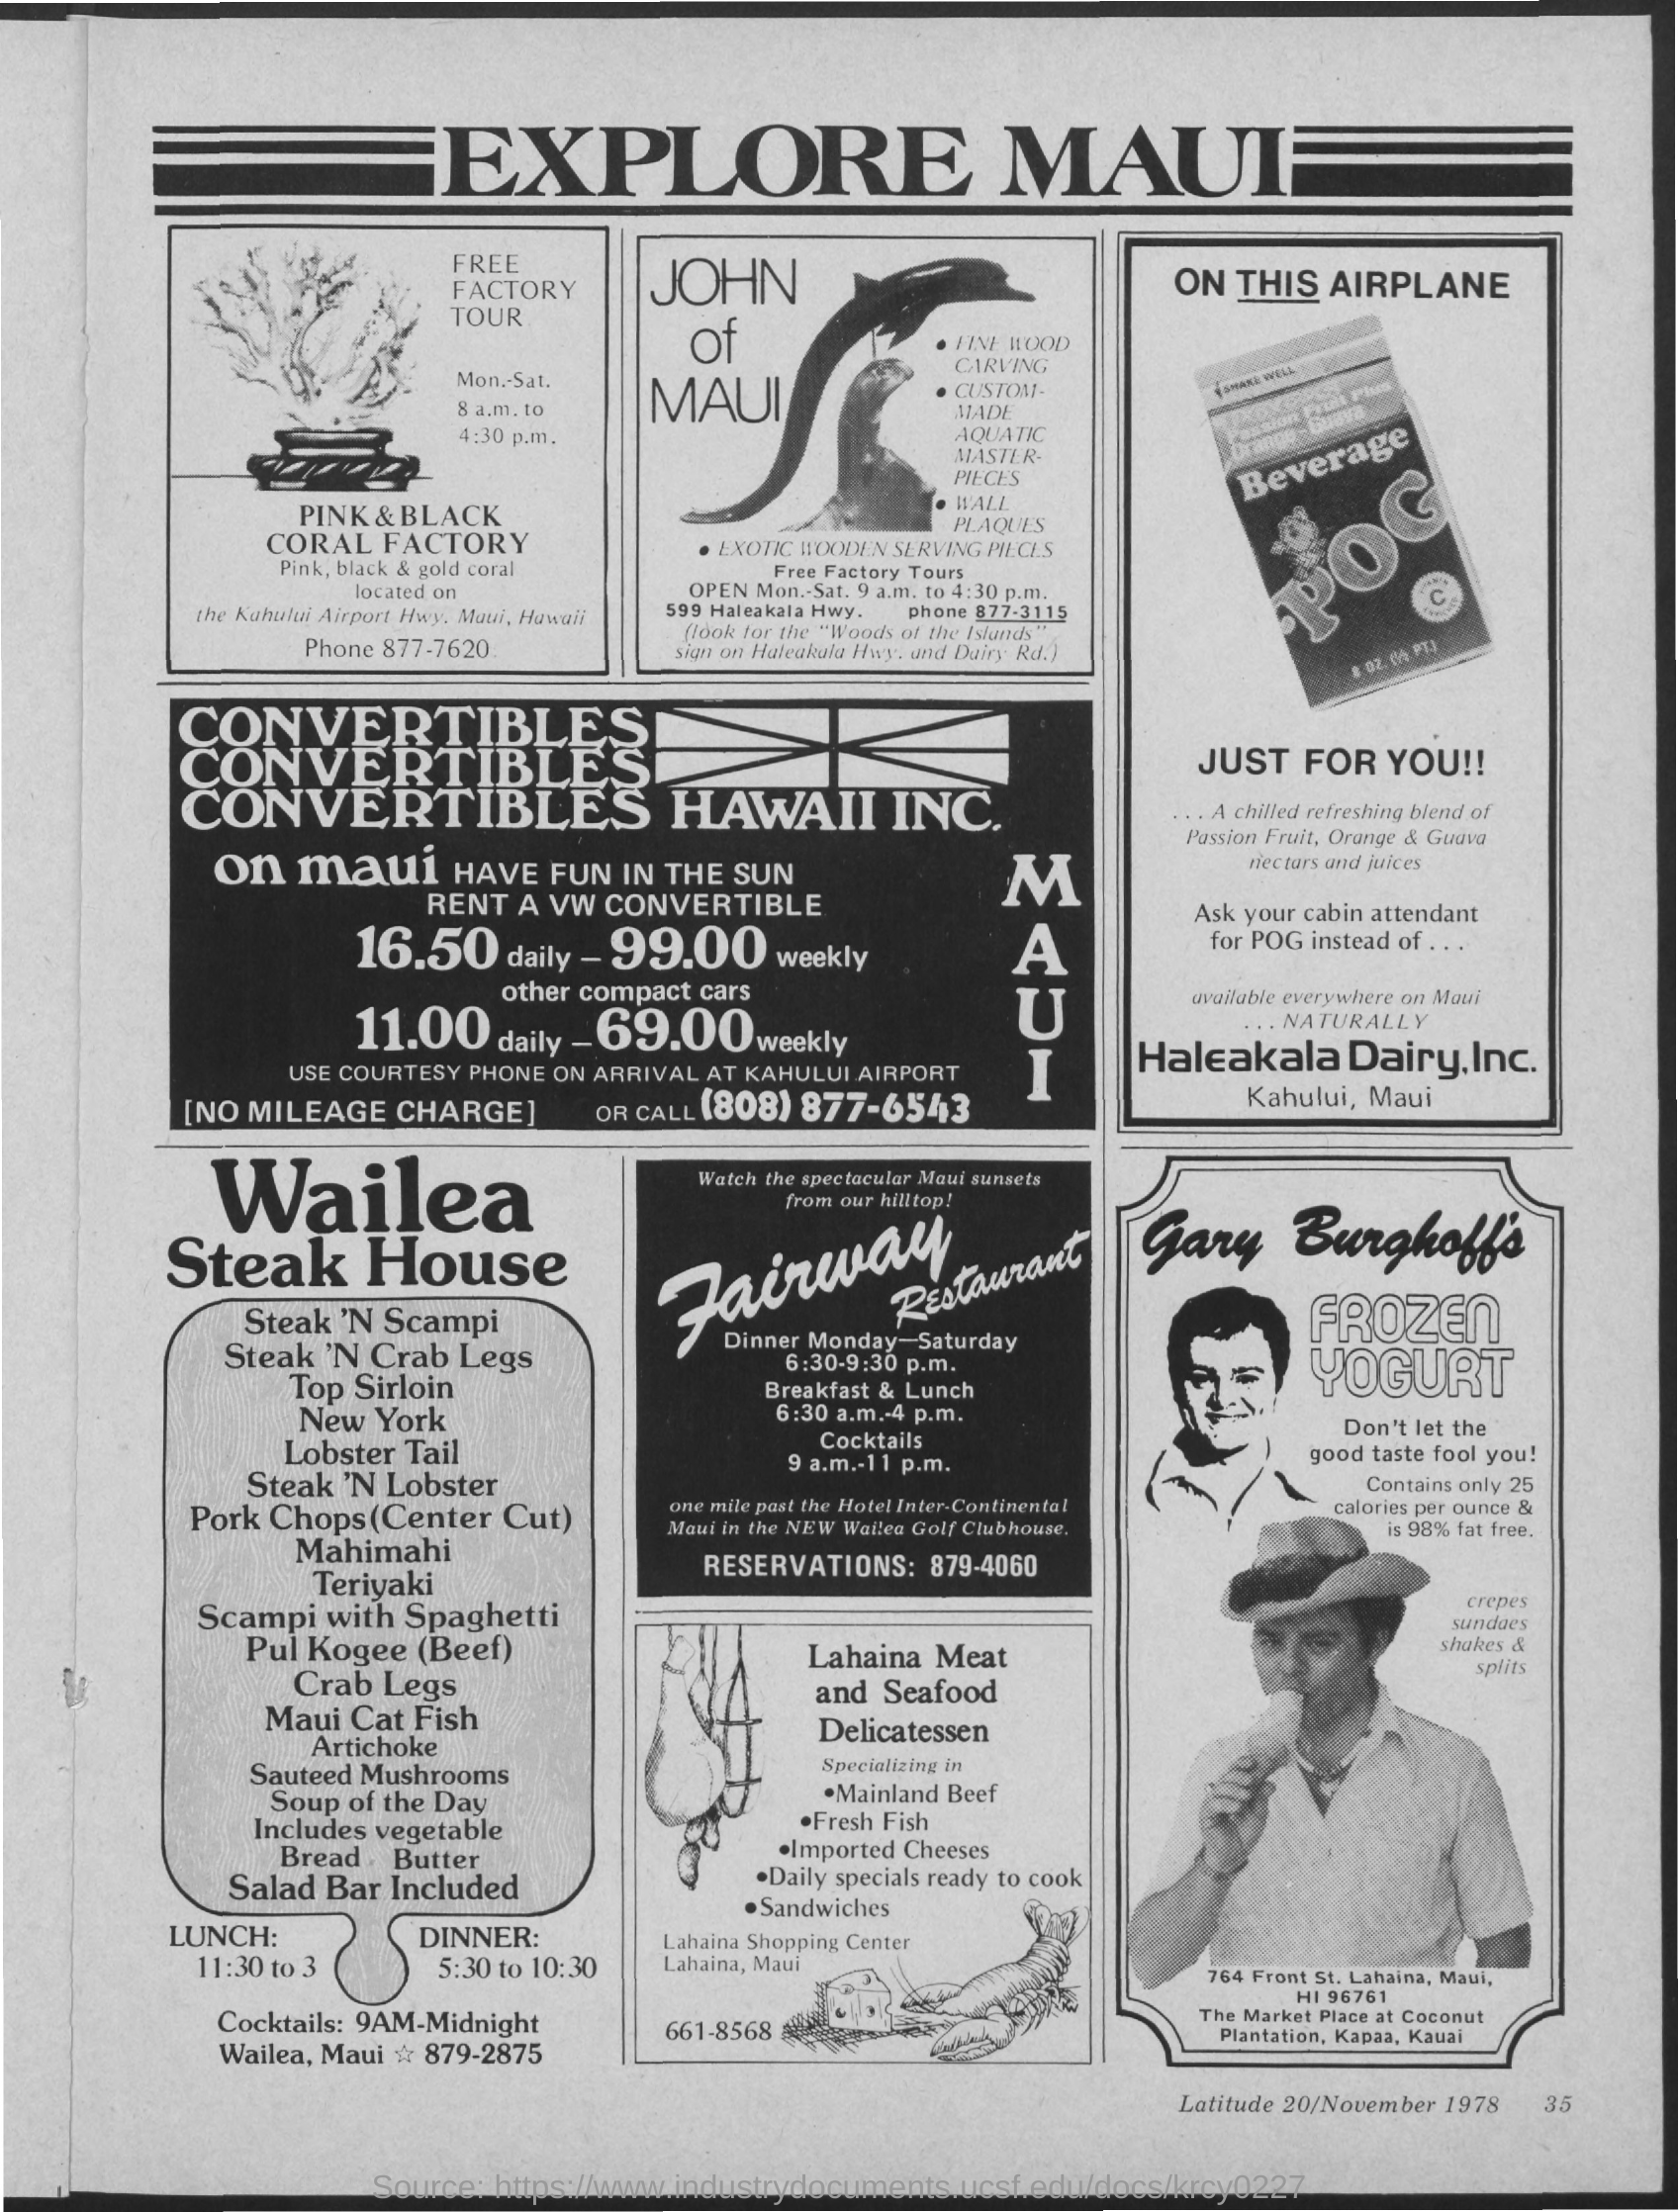 EXPLORE MAUI
FREE
FACTORY
TOUR
Mon.-Sat.
8 a.m. to
4:30 p.m.
PINK & BLACK
CORAL FACTORY
Pink, black & gold coral
located on
the Kahului Airport Hwy. Maui, Hawaii
Phone 877-7620
JOHN
of
MAUI
• FINE WOOD
CARVING
• CUSTOM-
MADE
AQUATIC
MASTER-
PIECES
• WALL
PLAQUES
• EXOTIC WOODEN SERVING PIECES
Free Factory Tours
OPEN Mon.-Sat. 9 a.m. to 4:30 p.m.
599 Haleakala Hwy. phone 877-3115
(look for the "Woods of the Islands"
sign on Haleakula Hwy. and Dairy Rd.)
ON THIS AIRPLANE
SHAKE WELL
Passion Fruit
Orange Guava
Beverage
POG
VITAMIN
C
8 OZ. (½ PT.)
JUST FOR YOU!!
... A chilled refreshing blend of
Passion Fruit, Orange & Guava
nectars and juices
Ask your cabin attendant
for POG instead of ...
available everywhere on Maui
... NATURALLY
Haleakala Dairy, Inc.
Kahului, Maui
CONVERTIBLES
CONVERTIBLES
CONVERTIBLES HAWAII INC.
on maui HAVE FUN IN THE SUN
RENT A VW CONVERTIBLE
16.50 daily – 99.00 weekly
other compact cars
11.00 daily – 69.00 weekly
USE COURTESY PHONE ON ARRIVAL AT KAHULUI AIRPORT
[NO MILEAGE CHARGE] OR CALL (808) 877-6543
MAUI
Wailea
Steak House
Steak 'N Scampi
Steak 'N Crab Legs
Top Sirloin
New York
Lobster Tail
Steak 'N Lobster
Pork Chops (Center Cut)
Mahimahi
Teriyaki
Scampi with Spaghetti
Pul Kogee (Beef)
Crab Legs
Maui Cat Fish
Artichoke
Sauteed Mushrooms
Soup of the Day
Includes vegetable
Bread Butter
Salad Bar Included
LUNCH:
11:30 to 3
DINNER:
5:30 to 10:30
Cocktails: 9AM-Midnight
Wailea, Maui ☆ 879-2875
Watch the spectacular Maui sunsets
from our hilltop!
Fairway
Restaurant
Dinner Monday—Saturday
6:30-9:30 p.m.
Breakfast & Lunch
6:30 a.m.-4 p.m.
Cocktails
9 a.m.-11 p.m.
one mile past the Hotel Inter-Continental
Maui in the NEW Wailea Golf Clubhouse.
RESERVATIONS: 879-4060
Lahaina Meat
and Seafood
Delicatessen
Specializing in
•Mainland Beef
•Fresh Fish
•Imported Cheeses
•Daily specials ready to cook
•Sandwiches
Lahaina Shopping Center
Lahaina, Maui
661-8568
Gary Burghoff's
FROZEN
YOGURT
Don't let the
good taste fool you!
Contains only 25
calories per ounce &
is 98% fat free.
crepes
sundaes
shakes &
splits
764 Front St. Lahaina, Maui,
HI 96761
The Market Place at Coconut
Plantation, Kapaa, Kauai
Latitude 20/November 1978 35
Source: https://www.industrydocuments.ucsf.edu/docs/krcy0227